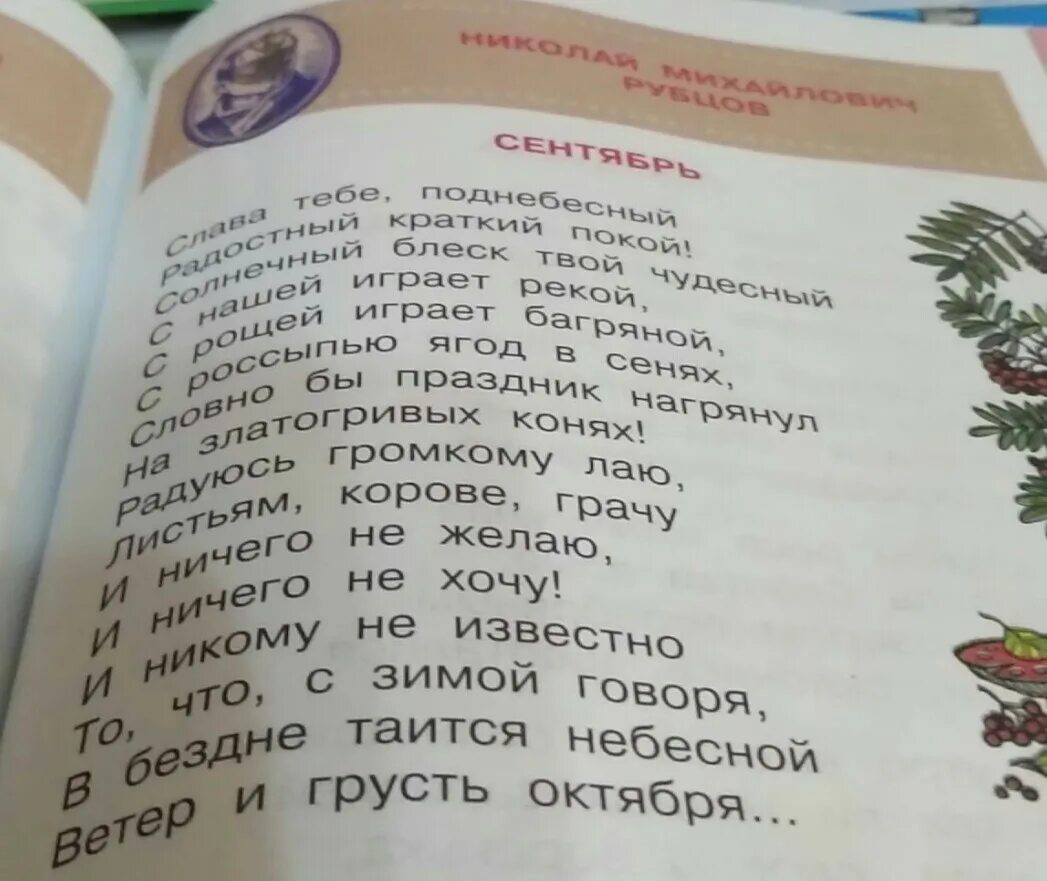 НИКОЛАЙ МИХАЙЛОВИЧ
РУБЦОВ
СЕНТЯБРЬ
Слава тебе, поднебесный
Радостный краткий покой!
Солнечный блеск твой чудесный
С нашей играет рекой,
С рощей играет багряной,
С россыпью ягод в сенях,
Словно бы праздник нагрянул
На златогривых конях!
Радуюсь громкому лаю,
Листьям, корове, грачу
И ничего не желаю,
И ничего не хочу!
И никому не известно
То, что, с зимой говоря,
В бездне таится небесной
Ветер и грусть октября...